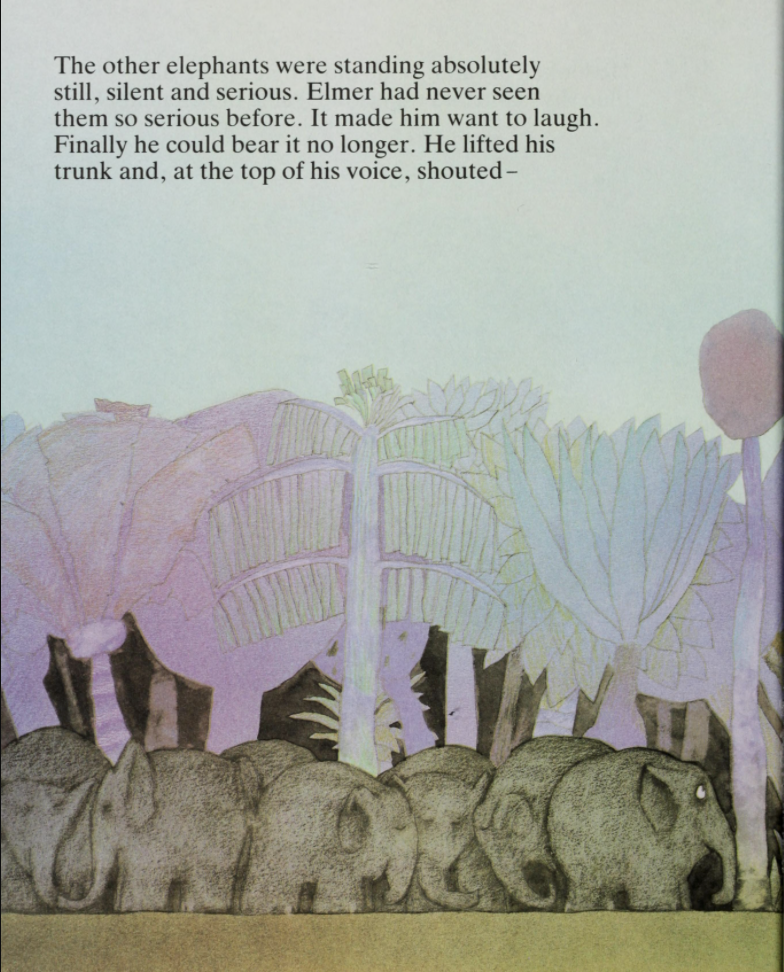 The other elephants were standing absolutely
still, silent and serious. Elmer had never seen
them so serious before. It made him want to laugh.
Finally he could bear it no longer. He lifted his
trunk and, at the top of his voice, shouted –